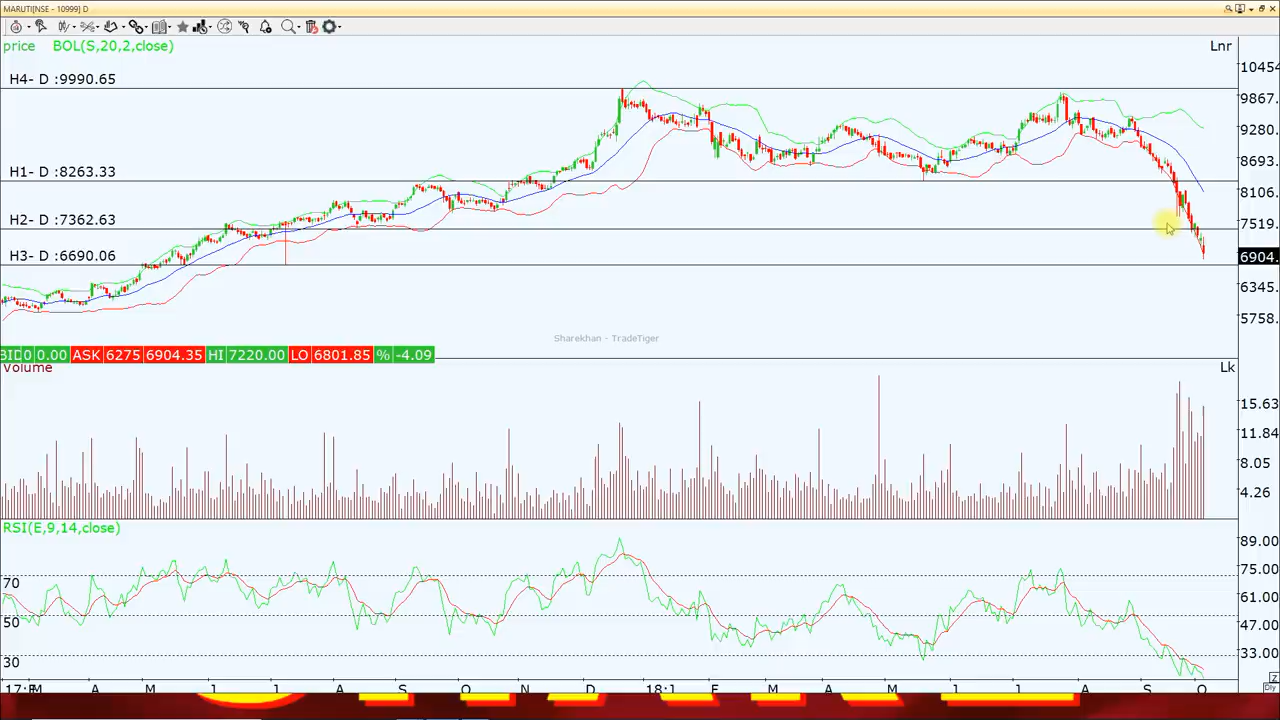 MARUTI[NSE - 10999] D
price BOL(S,20,2,close)
Lnr
H4- D :9990.65
H1- D :8263.33
H2- D :7362.63
H3- D :6690.06
10454
9867.
9280.
8693
8106
7519.
6904.
6345.
5758.
Sharekhan - TradeTiger
BID 0 0.00 ASK 6275 6904.35 HI 7220.00 LO 6801.85 % -4.09
volume
Lk
15.63
11.84
8.05
4.26
RSI(E,9,14,close)
70
50
30
89.00
75.00
61.00
47.00
33.00
A M J J A S O N D 18:1 F M A M J J A S O